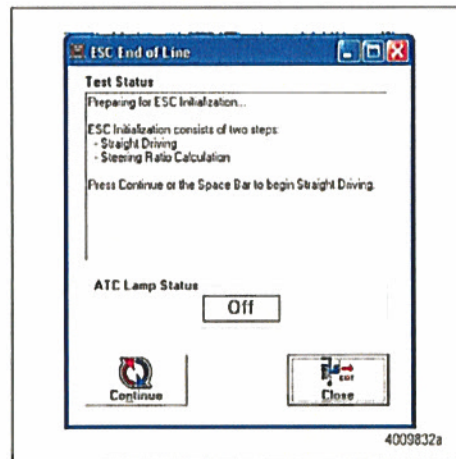 ESC End of Line
Test Status
Preparing for ESC Initialization...
ESC Initialization consists of two steps:
- Straight Driving
- Steering Ratio Calculation
Press Continue or the Space Bar to begin Straight Driving.
ATC Lamp Status
Off
EXIT
Continue
Close
4009832a